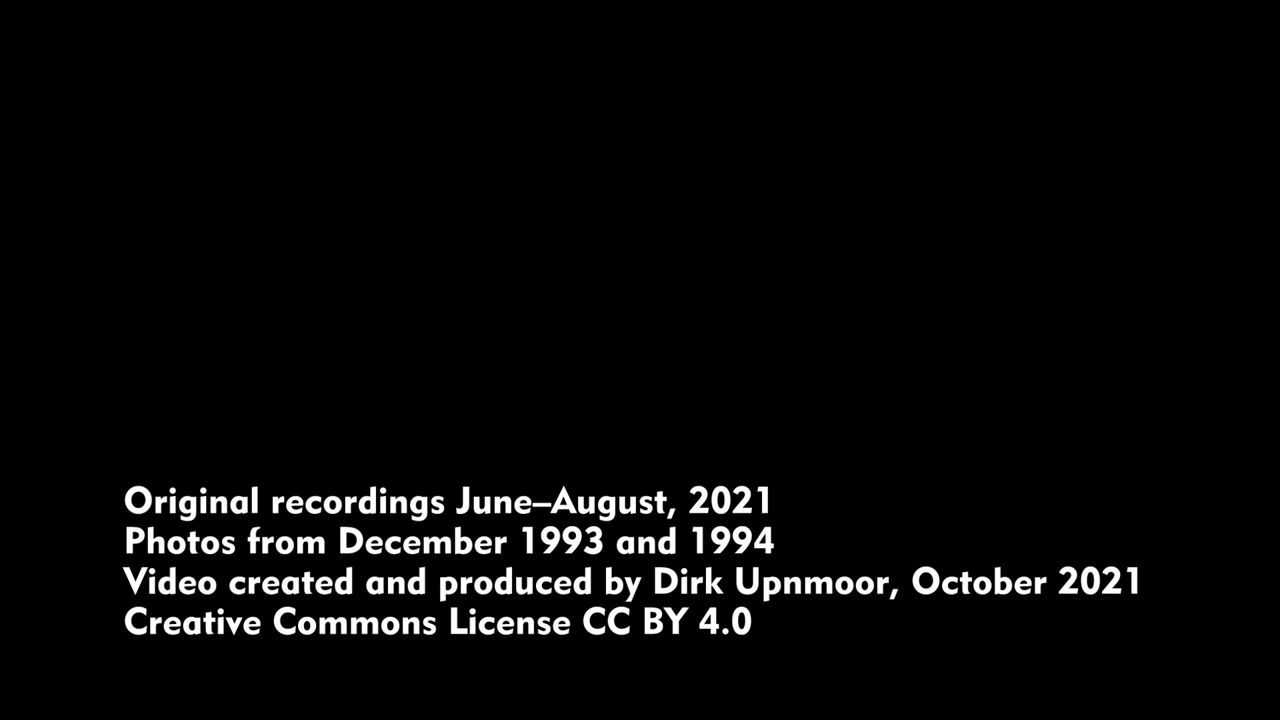 Original recordings June–August, 2021
Photos from December 1993 and 1994
Video created and produced by Dirk Upnmoor, October 2021
Creative Commons License CC BY 4.0